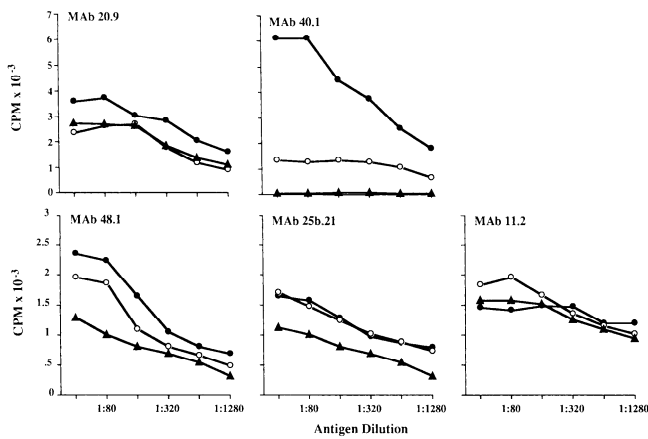 MAb 20.9
MAb 40.1
7
6
5
4
3
2
1
0
CPM x 10⁻³
MAb 48.1
MAb 25b.21
MAb 11.2
3
2.5
2
1.5
1
.5
0
CPM x 10⁻³
1:80 1:320 1:1280
1:80 1:320 1:1280
1:80 1:320 1:1280
Antigen Dilution